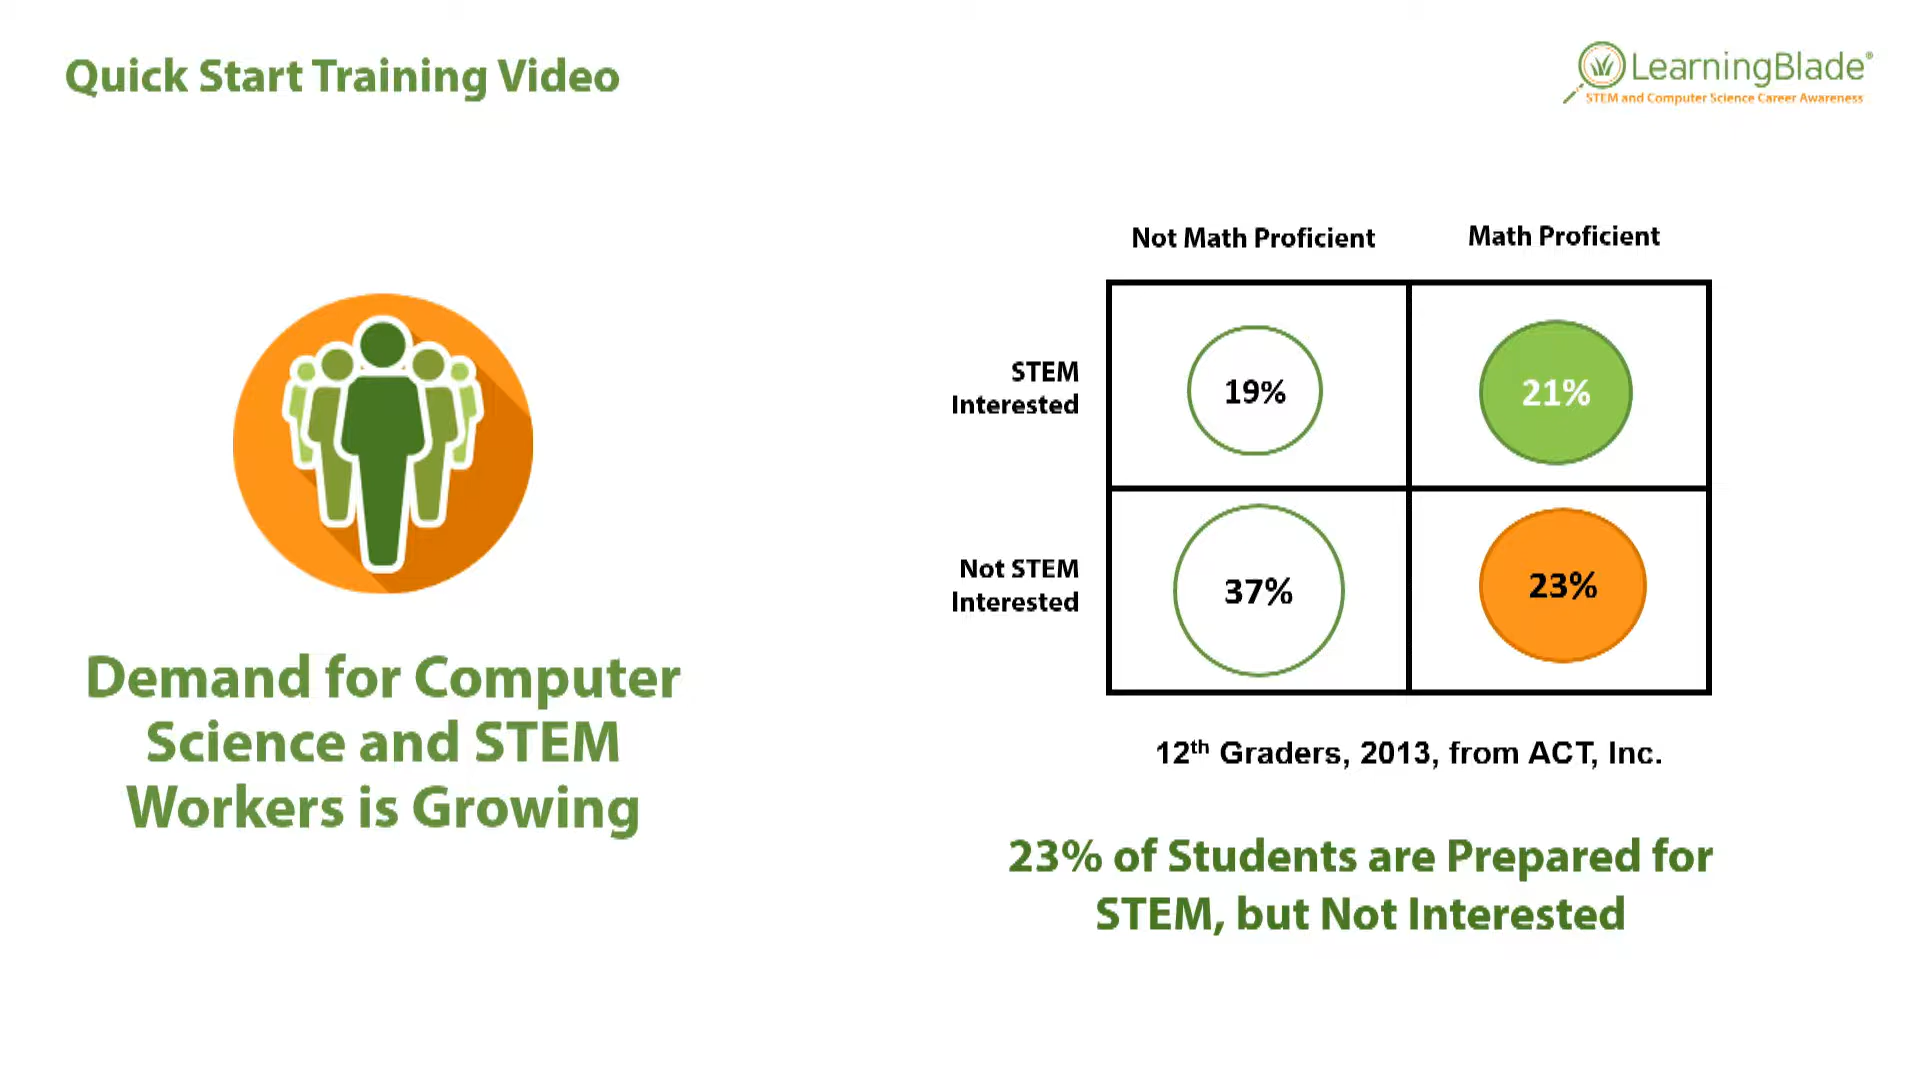 Quick Start Training Video
LearningBlade®
STEM and Computer Science Career Awareness
Demand for Computer
Science and STEM
Workers is Growing
Not Math Proficient
Math Proficient
STEM
Interested
19%
21%
Not STEM
Interested
37%
23%
12th Graders, 2013, from ACT, Inc.
23% of Students are Prepared for
STEM, but Not Interested